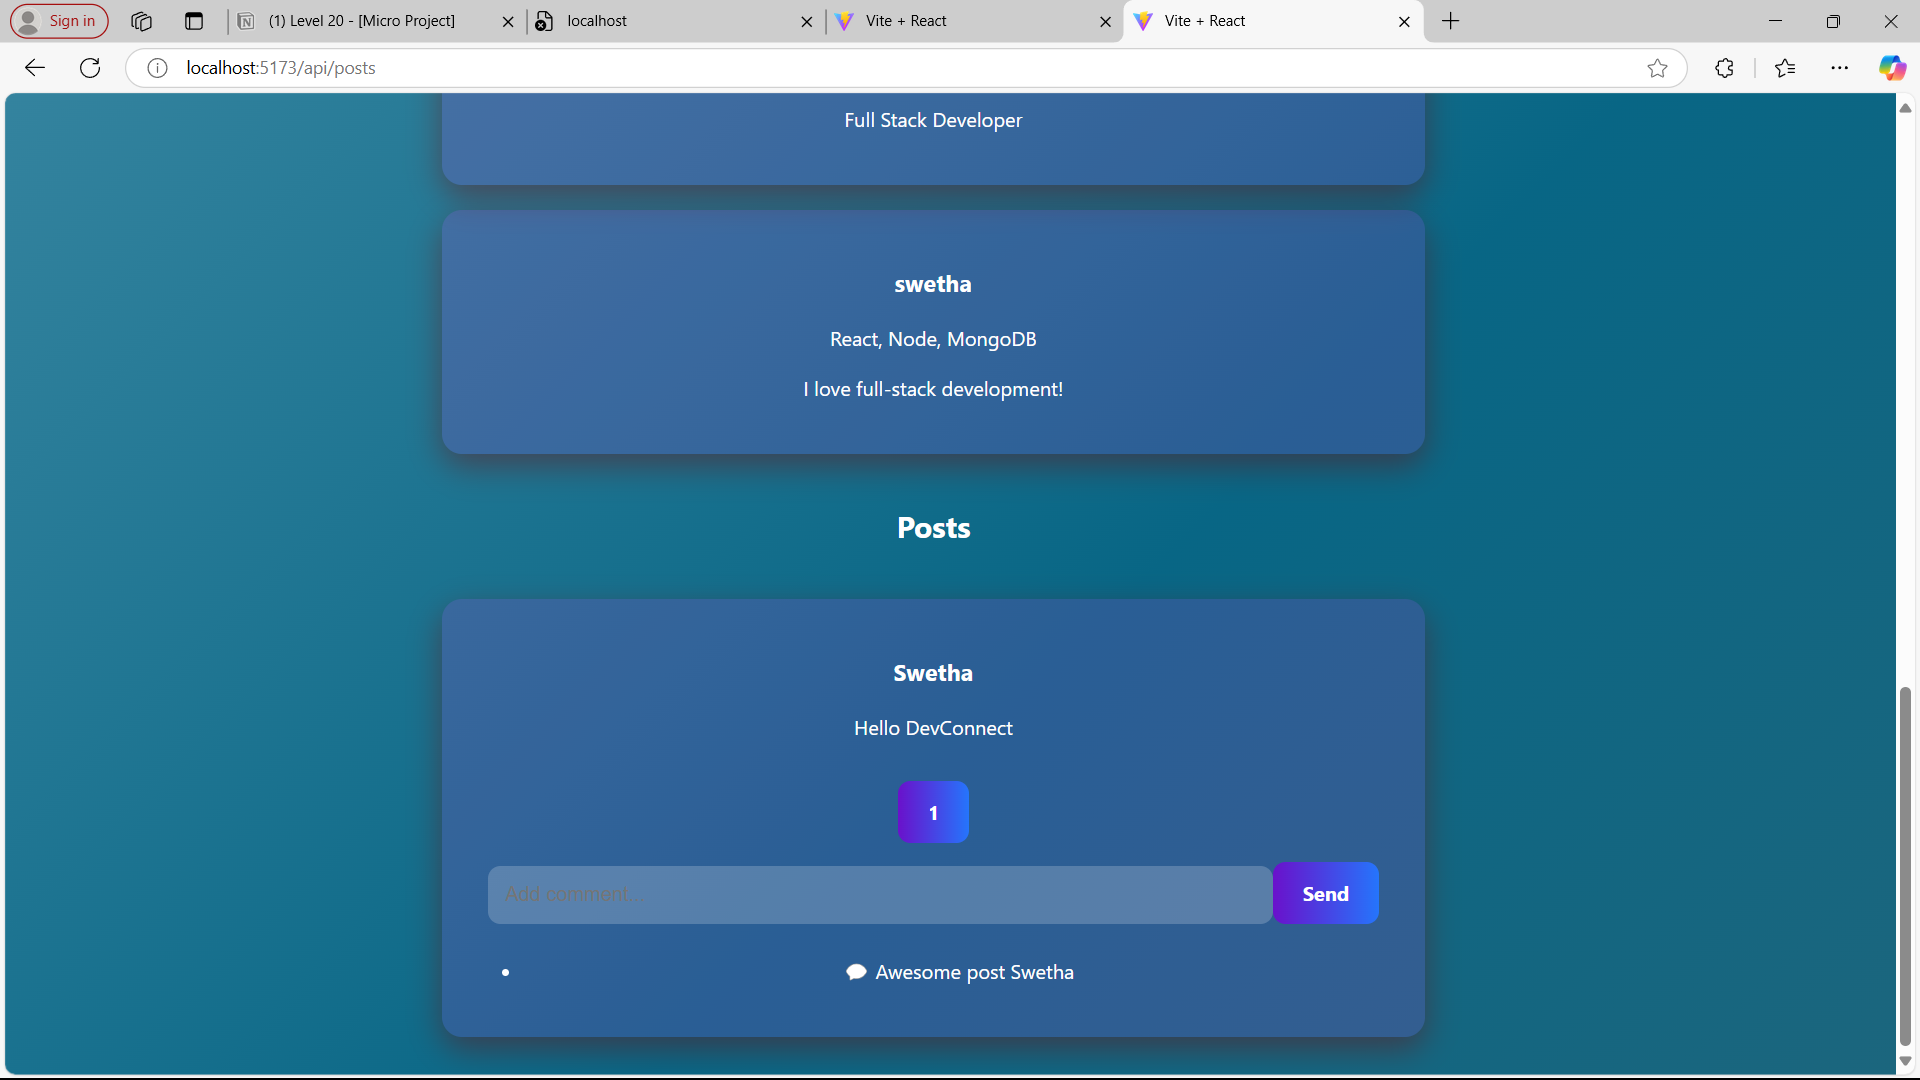 Sign in
(1) Level 20 - [Micro Project]
localhost
Vite + React
Vite + React
localhost:5173/api/posts
Full Stack Developer
swetha
React, Node, MongoDB
I love full-stack development!
Posts
Swetha
Hello DevConnect
1
Add comment...
Send
Awesome post Swetha